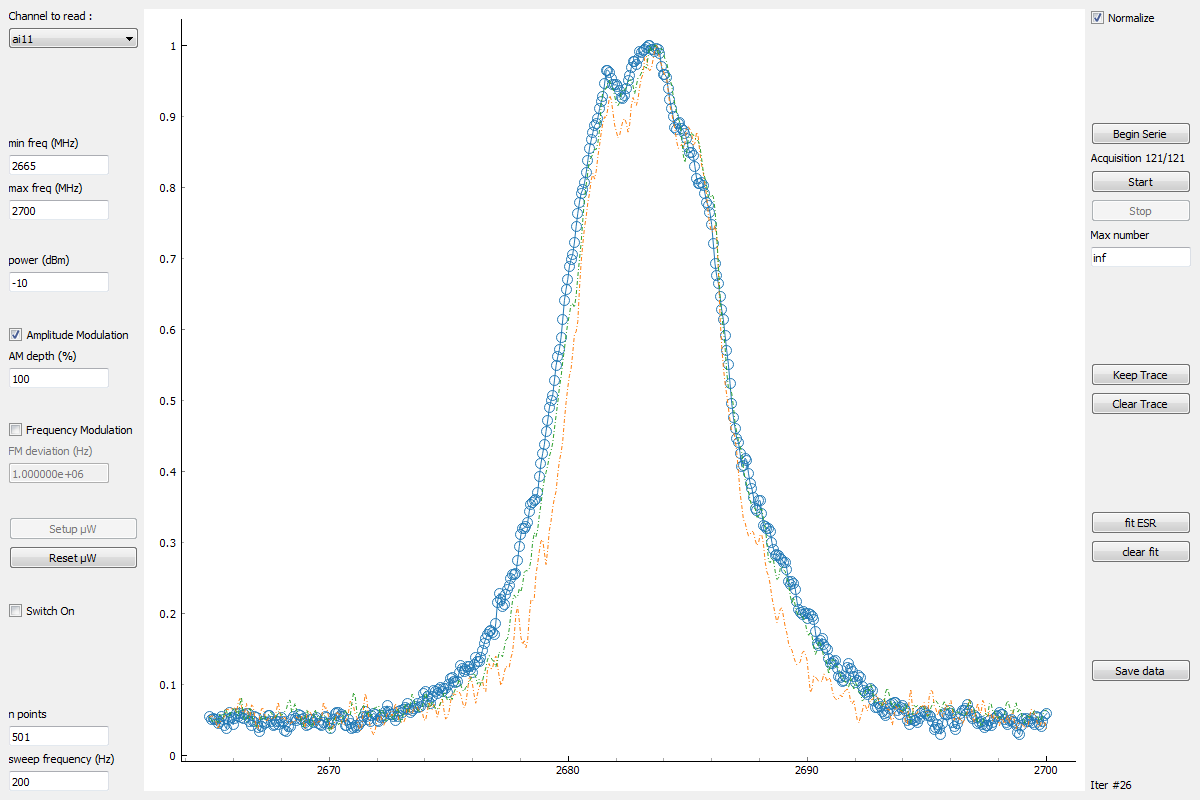 Channel to read :
ai11
min freq (MHz)
2665
max freq (MHz)
2700
power (dBm)
-10
Amplitude Modulation
AM depth (%)
100
Frequency Modulation
FM deviation (Hz)
1.000000e+06
Setup µW
Reset µW
Switch On
n points
501
sweep frequency (Hz)
200
1
0.9
0.8
0.7
0.6
0.5
0.4
0.3
0.2
0.1
0
2670
2680
2690
2700
Normalize
Begin Serie
Acquisition 121/121
Start
Stop
Max number
inf
Keep Trace
Clear Trace
fit ESR
clear fit
Save data
Iter #26